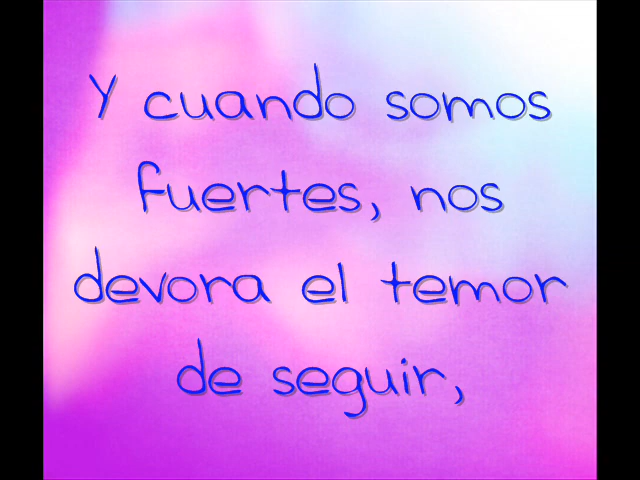 Y cuando somos
fuertes, nos
devora el temor
de seguir,